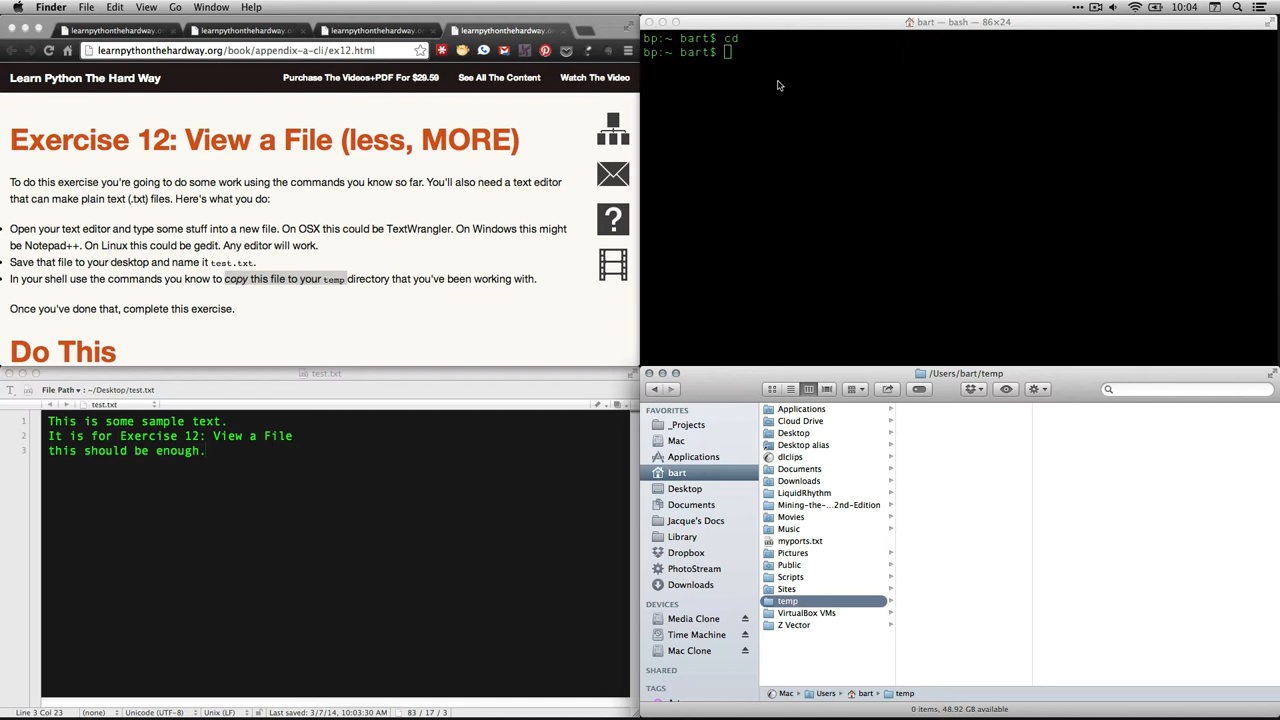 Finder File Edit View Go Window Help 10:04
learnpythonthehardway.or learnpythonthehardway.or learnpythonthehardway.or learnpythonthehardway.or
learnpythonthehardway.org/book/appendix-a-cli/ex12.html
Learn Python The Hard Way Purchase The Videos+PDF For $29.59 See All The Content Watch The Video
Exercise 12: View a File (less, MORE)
To do this exercise you're going to do some work using the commands you know so far. You'll also need a text editor
that can make plain text (.txt) files. Here's what you do:
Open your text editor and type some stuff into a new file. On OSX this could be TextWrangler. On Windows this might
be Notepad++. On Linux this could be gedit. Any editor will work.
Save that file to your desktop and name it test.txt.
In your shell use the commands you know to copy this file to your temp directory that you've been working with.
Once you've done that, complete this exercise.
Do This
bart — bash — 86×24
bp:~ bart$ cd
bp:~ bart$
test.txt
File Path ▾ : ~/Desktop/test.txt
test.txt
1 This is some sample text.
2 It is for Exercise 12: View a File
3 this should be enough.
Line 3 Col 23 (none) Unicode (UTF-8) Unix (LF) Last saved: 3/7/14, 10:03:30 AM 83 / 17 / 3
/Users/bart/temp
FAVORITES
_Projects
Mac
Applications
bart
Desktop
Documents
Jacque's Docs
Library
Dropbox
PhotoStream
Downloads
DEVICES
Media Clone
Time Machine
Mac Clone
SHARED
TAGS
Applications
Cloud Drive
Desktop
Desktop alias
dlclips
Documents
Downloads
LiquidRhythm
Mining-the-...2nd-Edition
Movies
Music
myports.txt
Pictures
Public
Scripts
Sites
temp
VirtualBox VMs
Z Vector
Mac Users bart temp
0 items, 48.92 GB available